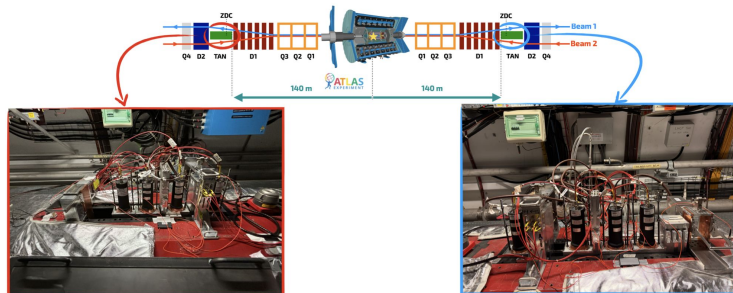 ZDC
ZDC
Beam 1
Beam 2
Q4 D2 TAN D1 Q3 Q2 Q1
Q1 Q2 Q3 D1 TAN D2 Q4
140 m
140 m
ATLAS
EXPERIMENT